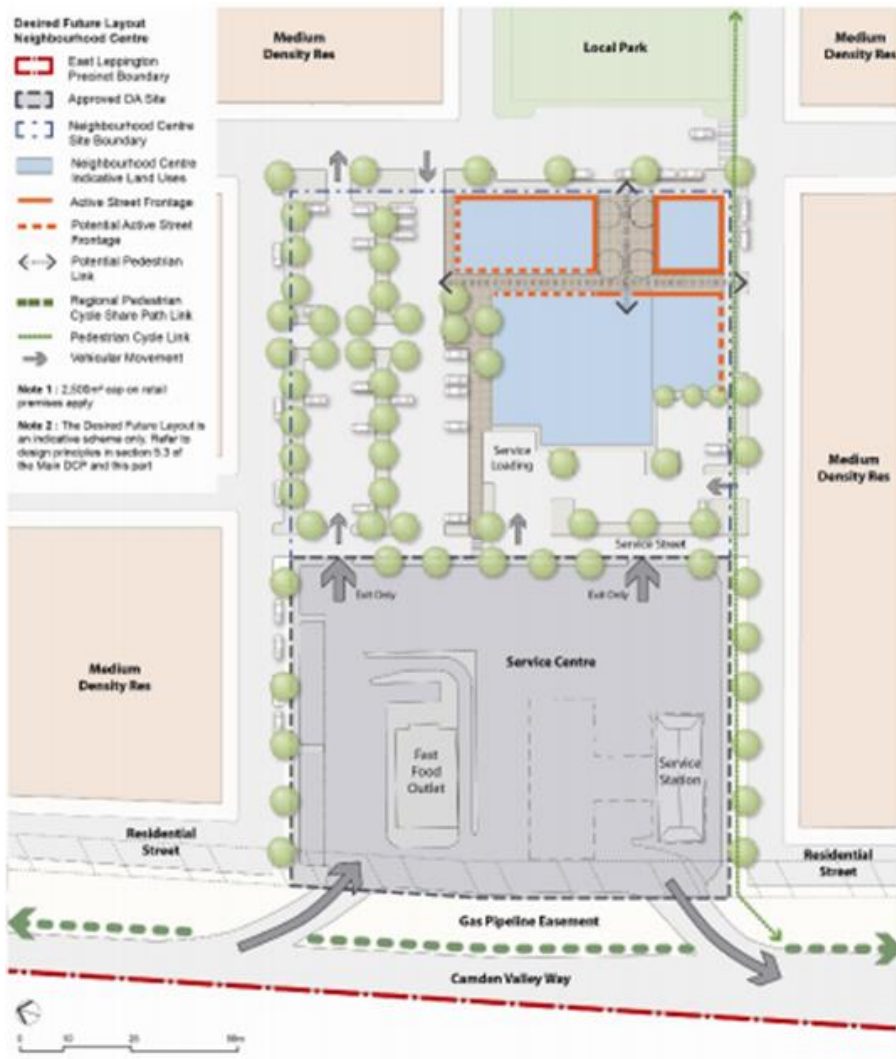 Desired Future Layout
Neighbourhood Centre
East Leppington
Precinct Boundary
Approved DA Site
Neighbourhood Centre
Site Boundary
Neighbourhood Centre
Indicative Land Uses
Active Street Frontage
Potential Active Street
Frontage
Potential Pedestrian
Link
Regional Pedestrian
Cycle Share Path Link
Pedestrian Cycle Link
Vehicular Movement
Note 1 : 2,500m² cap on retail
premises apply
Note 2 : The Desired Future Layout is
an indicative scheme only. Refer to
design principles in section 5.3 of
the Main DCP and this part
Medium
Density Res
Local Park
Medium
Density Res
Service
Loading
Medium
Density Res
Service Street
Exit Only
Exit Only
Medium
Density Res
Service Centre
Fast
Food
Outlet
Service
Station
Residential
Street
Residential
Street
Gas Pipeline Easement
Camden Valley Way
0